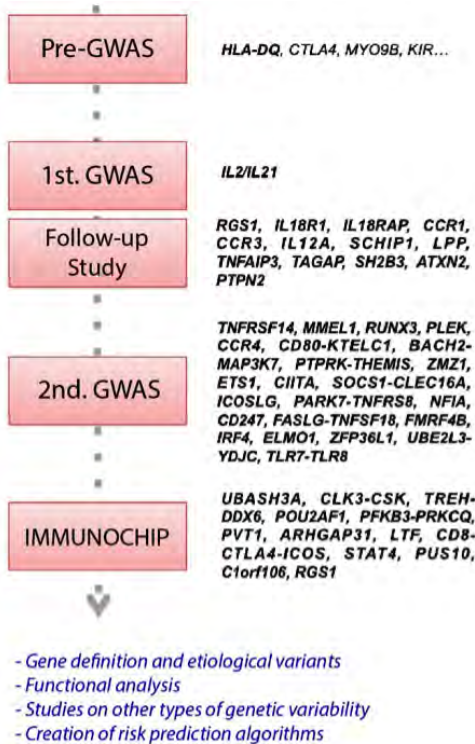 Pre-GWAS
HLA-DQ, CTLA4, MYO9B, KIR...
1st. GWAS
IL2/IL21
Follow-up
Study
RGS1, IL18R1, IL18RAP, CCR1,
CCR3, IL12A, SCHIP1, LPP,
TNFAIP3, TAGAP, SH2B3, ATXN2,
PTPN2
2nd. GWAS
TNFRSF14, MMEL1, RUNX3, PLEK,
CCR4, CD80-KTELC1, BACH2-
MAP3K7, PTPRK-THEMIS, ZMZ1,
ETS1, CIITA, SOCS1-CLEC16A,
ICOSLG, PARK7-TNFRS8, NFIA,
CD247, FASLG-TNFSF18, FMRF4B,
IRF4, ELMO1, ZFP36L1, UBE2L3-
YDJC, TLR7-TLR8
IMMUNOCHIP
UBASH3A, CLK3-CSK, TREH-
DDX6, POU2AF1, PFKB3-PRKCQ,
PVT1, ARHGAP31, LTF, CD8-
CTLA4-ICOS, STAT4, PUS10,
C1orf106, RGS1
- Gene definition and etiological variants
- Functional analysis
- Studies on other types of genetic variability
- Creation of risk prediction algorithms